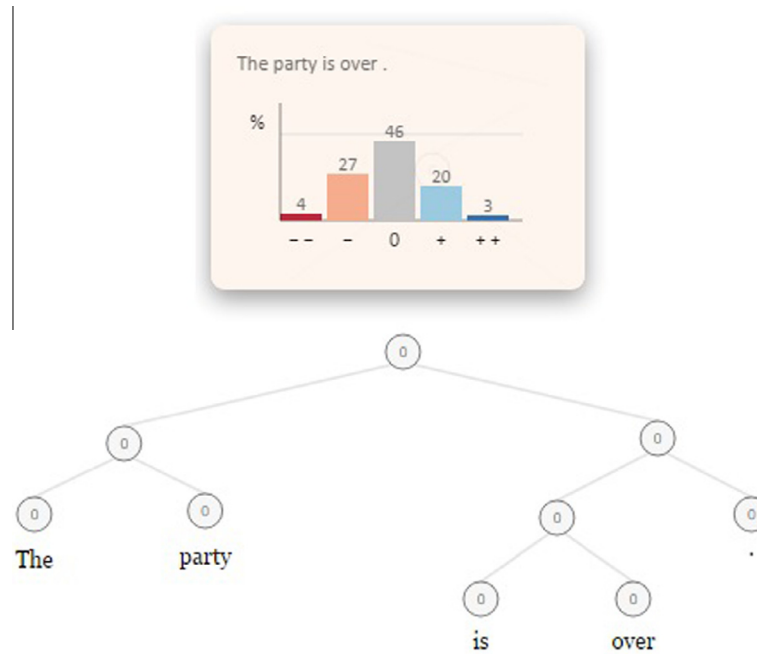 The party is over .
%
46
27
20
4
3
− − − 0 + + +
0
0 0
0 0 0 0
The party .
0 0
is over